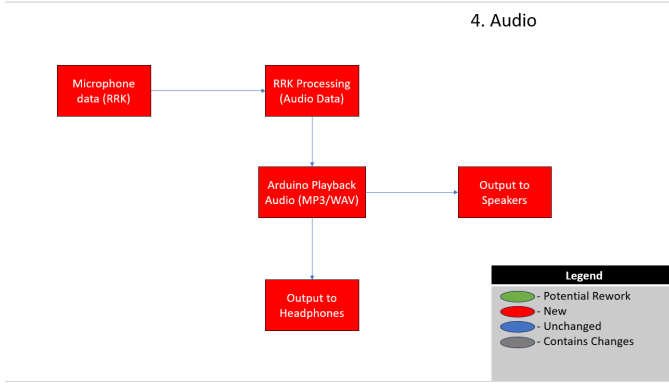 4. Audio
Microphone
data (RRK)
RRK Processing
(Audio Data)
Arduino Playback
Audio (MP3/WAV)
Output to
Speakers
Output to
Headphones
Legend
- Potential Rework
- New
- Unchanged
- Contains Changes